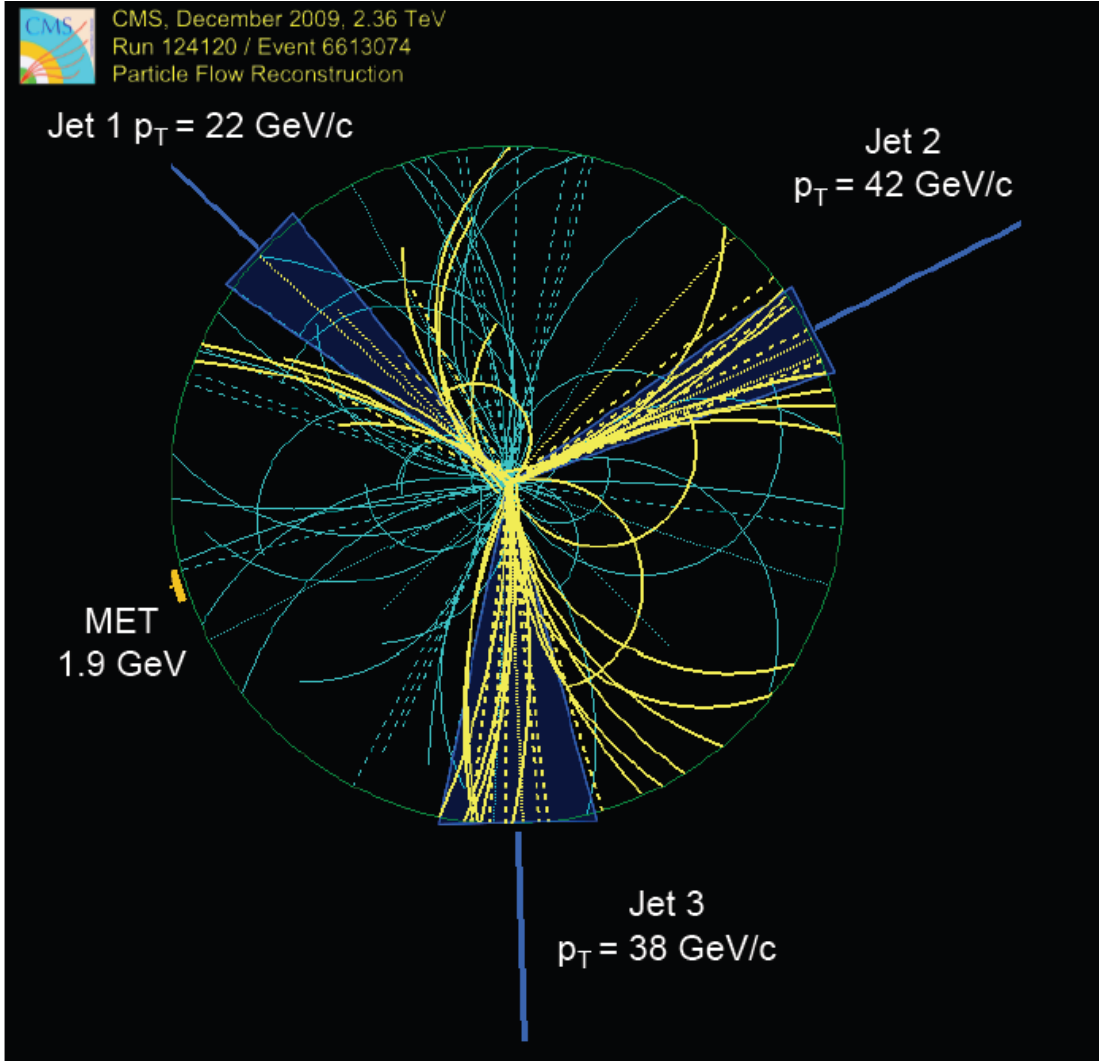 CMS
CMS, December 2009, 2.36 TeV
Run 124120 / Event 6613074
Particle Flow Reconstruction
Jet 1 pT = 22 GeV/c
Jet 2
pT = 42 GeV/c
MET
1.9 GeV
Jet 3
pT = 38 GeV/c